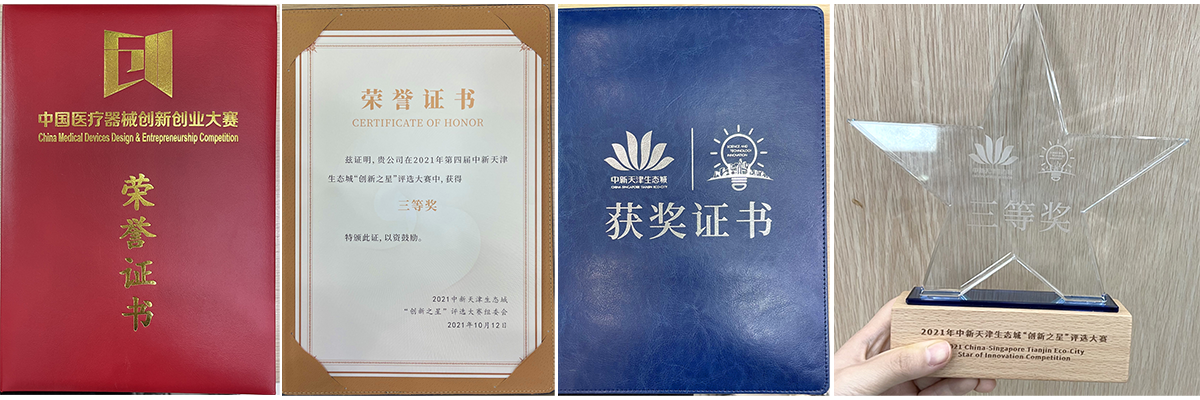 中国医疗器械创新创业大赛
China Medical Devices Design & Entrepreneurship Competition
荣誉证书
荣誉证书
CERTIFICATE OF HONOR
兹证明，贵公司在2021年第四届中新天津
生态城“创新之星”评选大赛中，获得
三等奖
特颁此证，以资鼓励。
2021中新天津生态城
“创新之星”评选大赛组委会
2021年10月12日
中新天津生态城
CHINA-SINGAPORE TIANJIN ECO-CITY
SCIENCE AND
TECHNOLOGY
INNOVATION
获奖证书
三等奖
2021年中新天津生态城“创新之星”评选大赛
2021 China-Singapore Tianjin Eco-City
Star of Innovation Competition